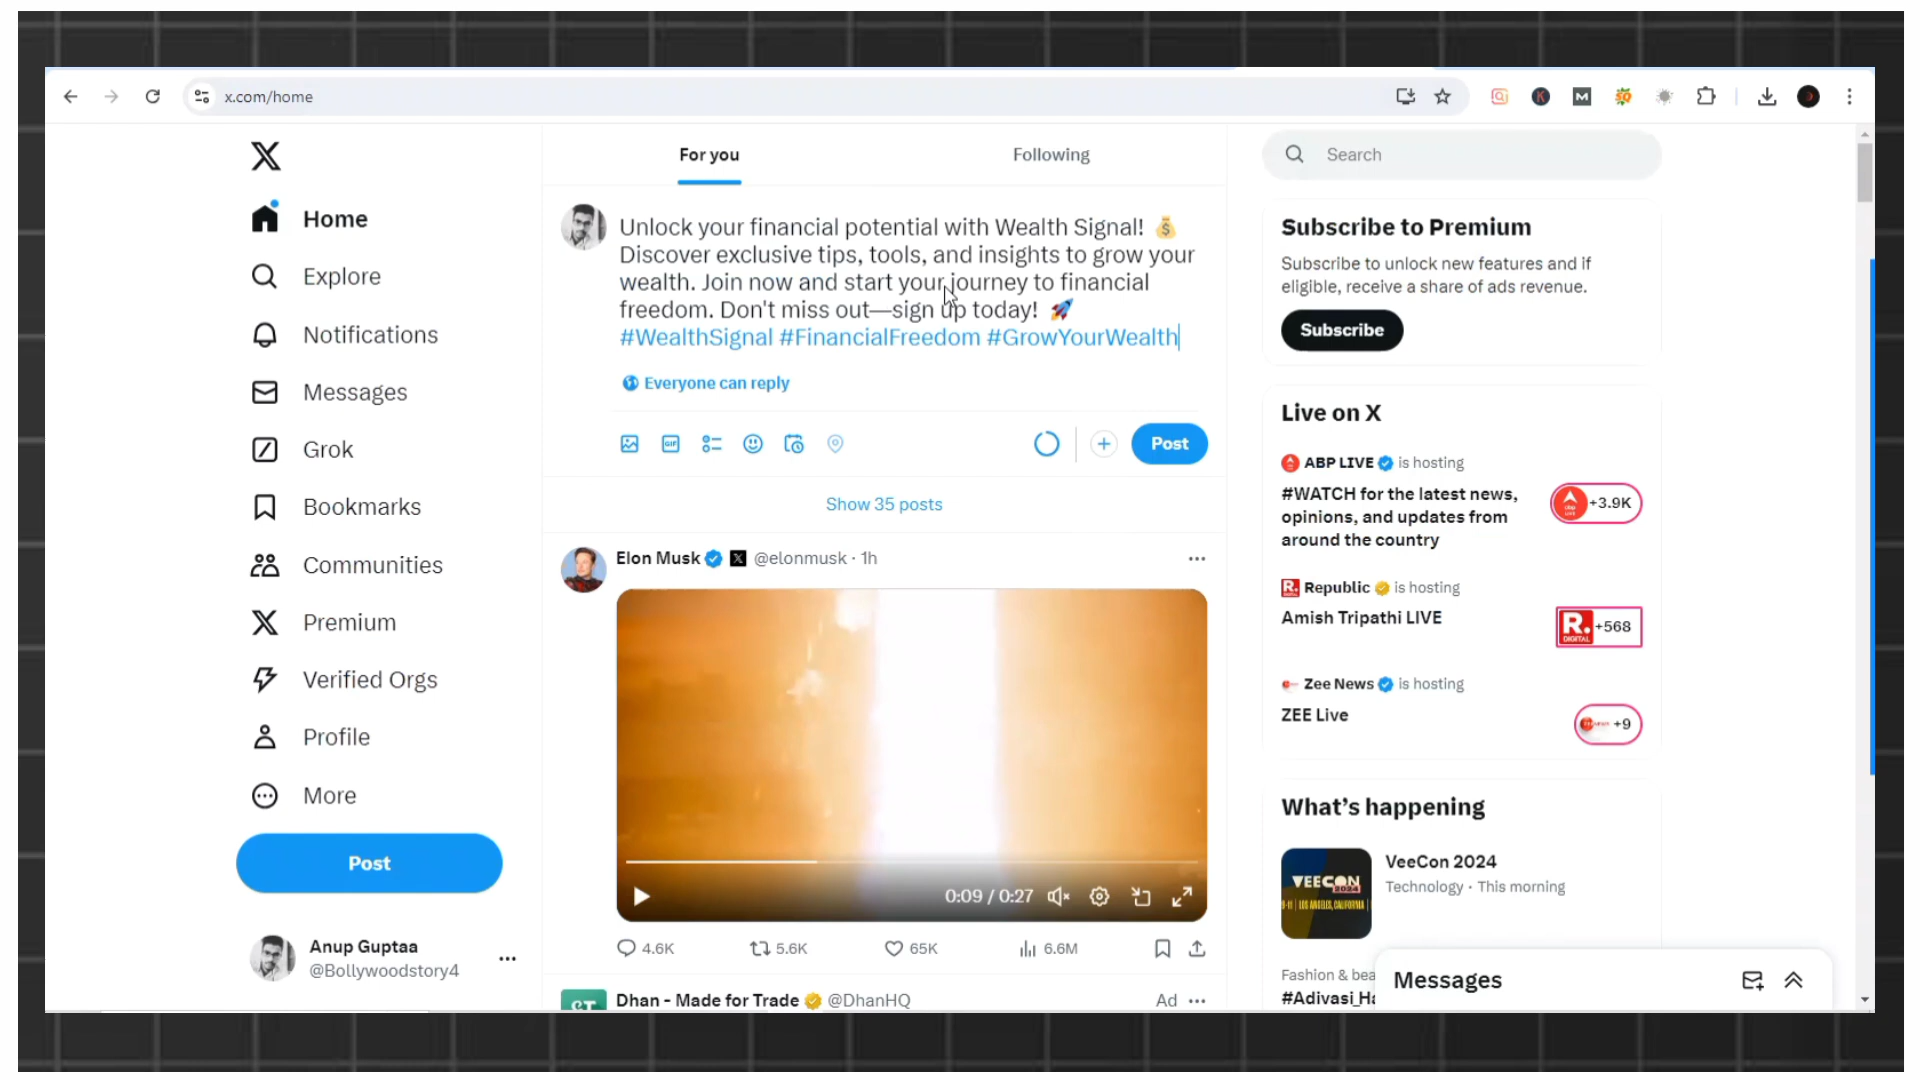 x.com/home
For you
Following
Search
Home
Explore
Notifications
Messages
Grok
Bookmarks
Communities
Premium
Verified Orgs
Profile
More
Post
Anup Guptaa
@Bollywoodstory4
Unlock your financial potential with Wealth Signal! 💰
Discover exclusive tips, tools, and insights to grow your
wealth. Join now and start your journey to financial
freedom. Don't miss out—sign up today! 🚀
#WealthSignal #FinancialFreedom #GrowYourWealth
Everyone can reply
GIF
Post
Show 35 posts
Elon Musk @elonmusk · 1h
0:09 / 0:27
4.6K 5.6K 65K 6.6M
Dhan - Made for Trade @DhanHQ Ad
Subscribe to Premium
Subscribe to unlock new features and if
eligible, receive a share of ads revenue.
Subscribe
Live on X
ABP LIVE is hosting
#WATCH for the latest news,
opinions, and updates from
around the country
+3.9K
Republic is hosting
Amish Tripathi LIVE
R.
DIGITAL
+568
Zee News is hosting
ZEE Live
+9
What's happening
VEECON
2024
VeeCon 2024
Technology · This morning
Fashion & bea
#Adivasi_Ha
Messages